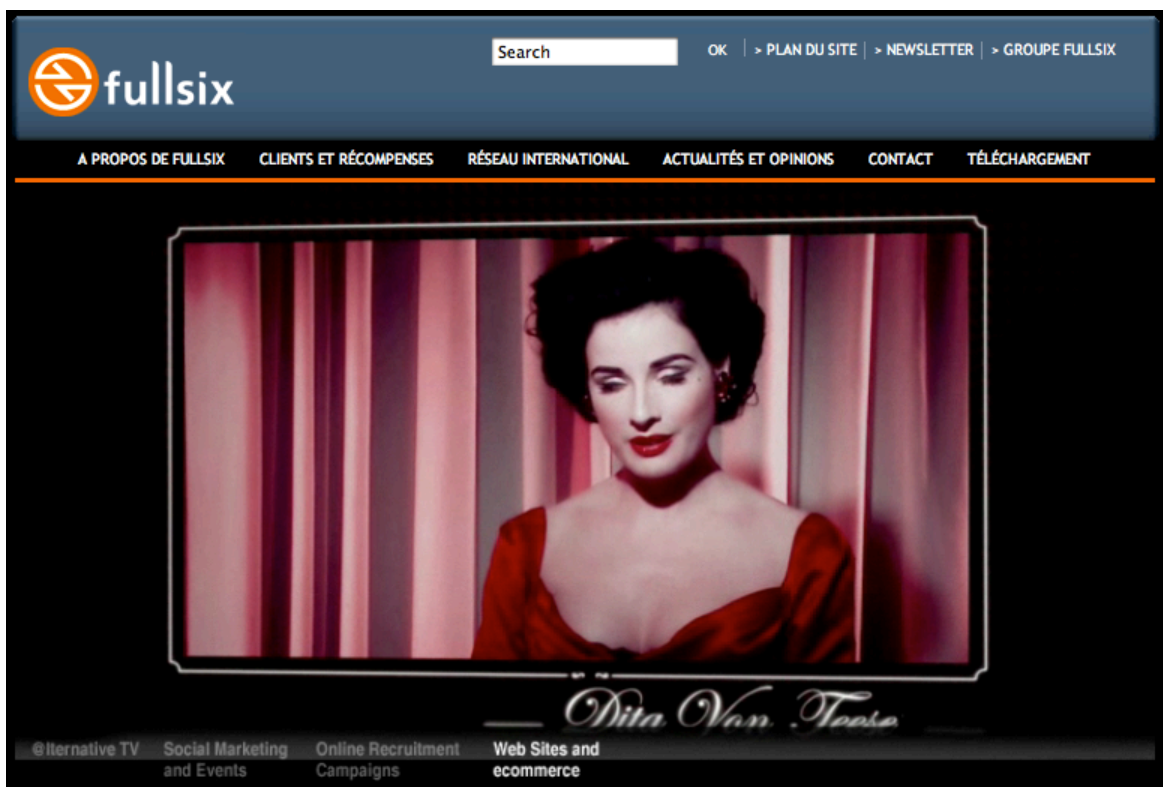 Search
OK
> PLAN DU SITE
> NEWSLETTER
> GROUPE FULLSIX
fullsix
A PROPOS DE FULLSIX
CLIENTS ET RÉCOMPENSES
RÉSEAU INTERNATIONAL
ACTUALITÉS ET OPINIONS
CONTACT
TÉLÉCHARGEMENT
Dita Von Teese
@lternative TV
Social Marketing
and Events
Online Recruitment
Campaigns
Web Sites and
ecommerce